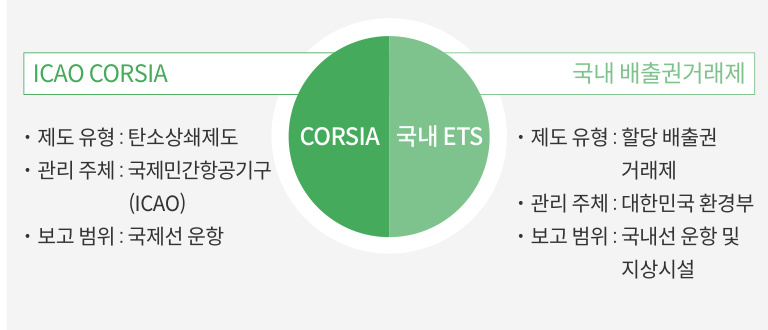 ICAO CORSIA
• 제도 유형 : 탄소상쇄제도
• 관리 주체 : 국제민간항공기구
(ICAO)
• 보고 범위 : 국제선 운항
CORSIA
국내 ETS
국내 배출권거래제
• 제도 유형 : 할당 배출권
거래제
• 관리 주체 : 대한민국 환경부
• 보고 범위 : 국내선 운항 및
지상시설